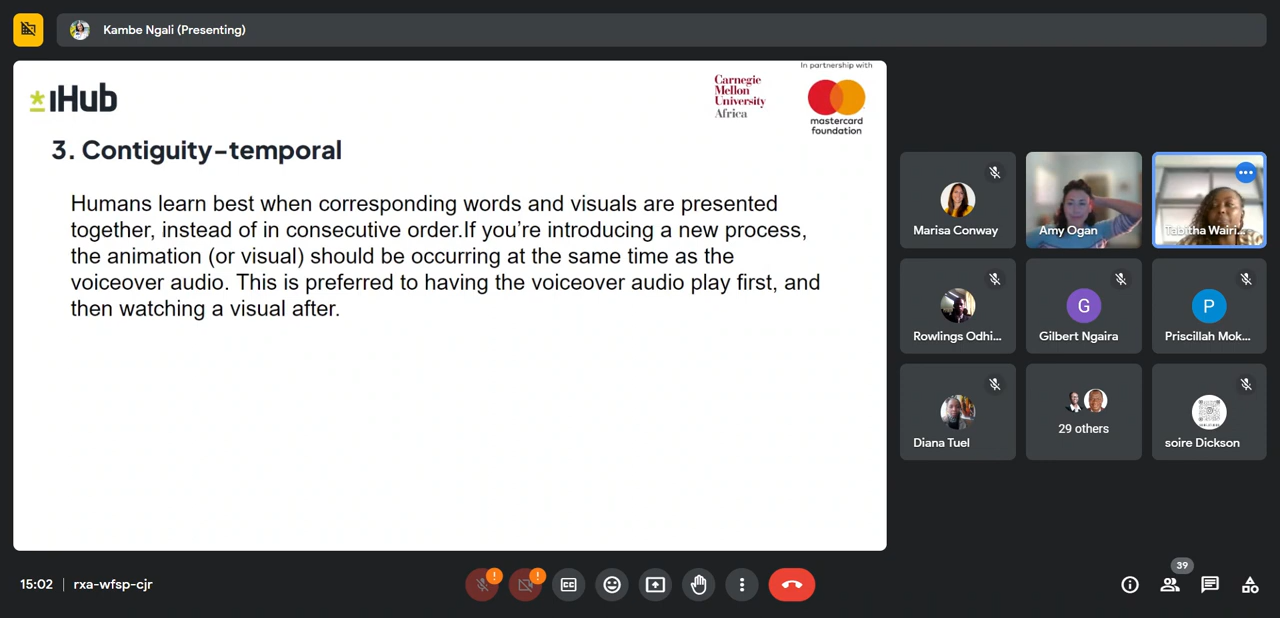 Kambe Ngali (Presenting)
iHub
Carnegie
Mellon
University
Africa
In partnership with
mastercard
foundation
3. Contiguity-temporal
Humans learn best when corresponding words and visuals are presented
together, instead of in consecutive order.If you're introducing a new process,
the animation (or visual) should be occurring at the same time as the
voiceover audio. This is preferred to having the voiceover audio play first, and
then watching a visual after.
Marisa Conway
Amy Ogan
Tabitha Wairi...
Rowlings Odhi...
G
Gilbert Ngaira
P
Priscillah Mok...
Diana Tuel
29 others
soire Dickson
15:02 | rxa-wfsp-cjr
CC
39